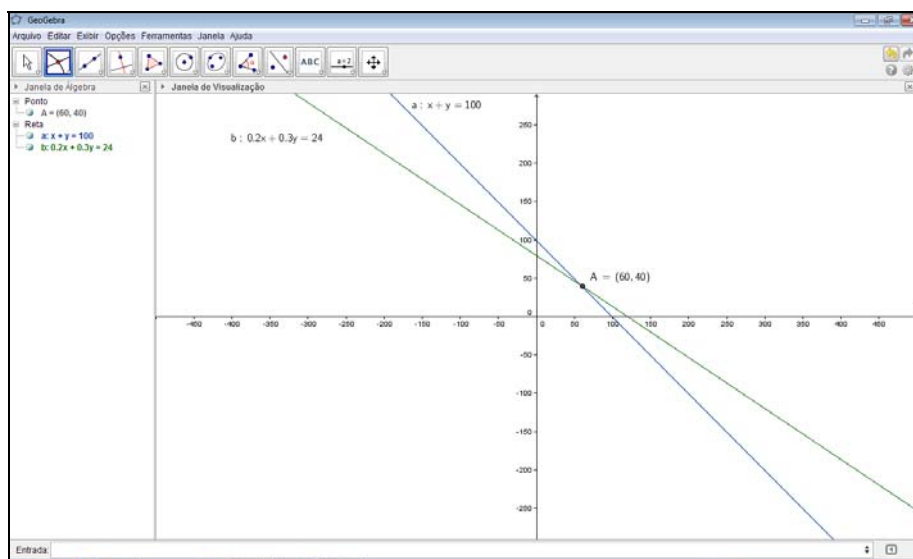 GeoGebra
Arquivo Editar Exibir Opções Ferramentas Janela Ajuda
ABC
a=2
Janela de Álgebra
Janela de Visualização
Ponto
A = (60, 40)
Reta
a: x + y = 100
b: 0.2x + 0.3y = 24
a : x + y = 100
b : 0.2x + 0.3y = 24
A = (60, 40)
250
200
150
100
50
0
-50
-100
-150
-200
-450 -400 -350 -300 -250 -200 -150 -100 -50 0 50 100 150 200 250 300 350 400 450
Entrada: